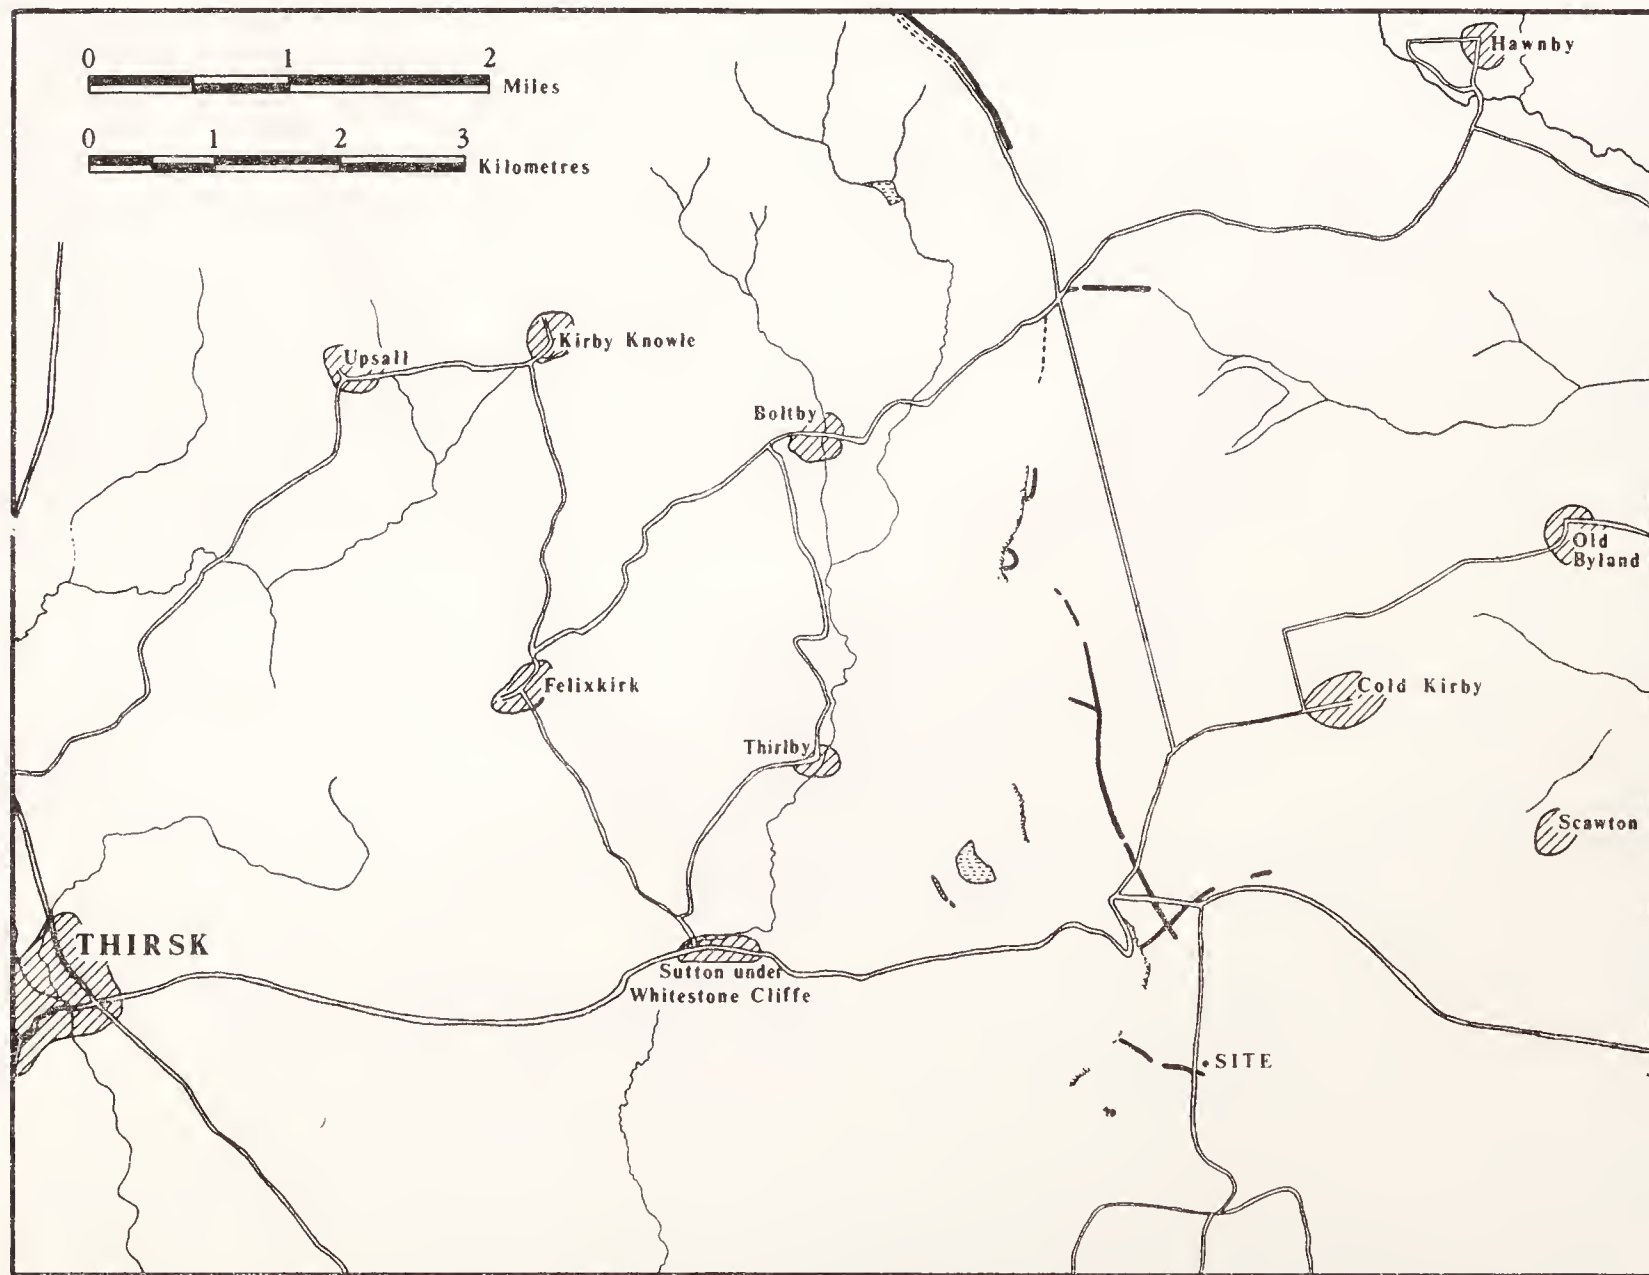 0 1 2
Miles
0 1 2 3
Kilometres
Hawnby
Kirby Knowle
Upsall
Boltby
Old
Byland
Felixkirk
Cold Kirby
Thirlby
Scawton
THIRSK
Sutton under
Whitestone Cliffe
SITE